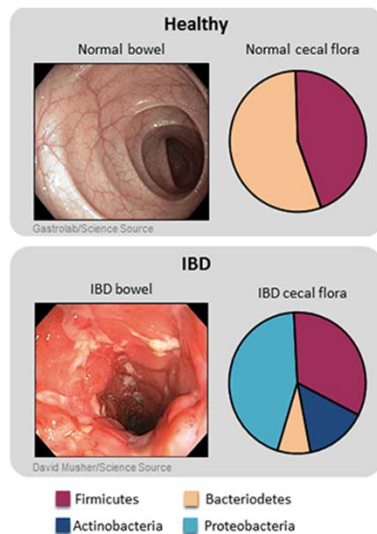 Healthy
Normal bowel
Normal cecal flora
Gastrolab/Science Source
IBD
IBD bowel
IBD cecal flora
David Musher/Science Source
Firmicutes
Bacteriodetes
Actinobacteria
Proteobacteria